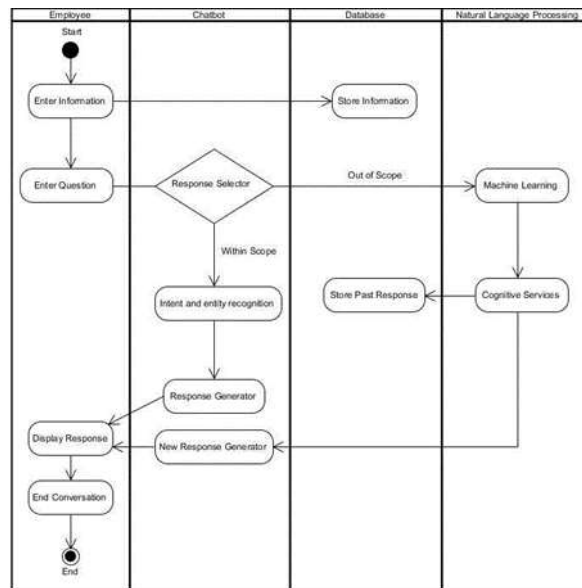 Employee
Chatbot
Database
Natural Language Processing
Start
Enter Information
Store Information
Enter Question
Response Selector
Out of Scope
Machine Learning
Within Scope
Intent and entity recognition
Store Past Response
Cognitive Services
Response Generator
Display Response
New Response Generator
End Conversation
End